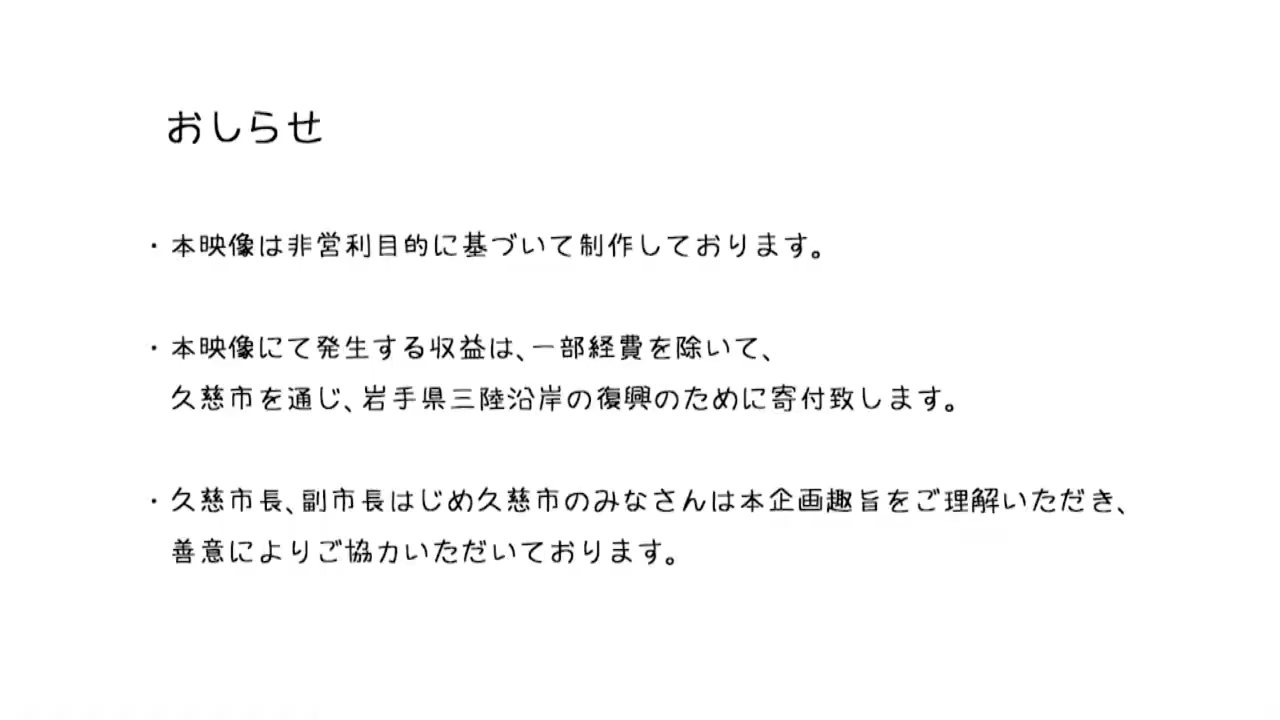 おしらせ
・本映像は非営利目的に基づいて制作しております。
・本映像にて発生する収益は、一部経費を除いて、
久慈市を通じ、岩手県三陸沿岸の復興のために寄付致します。
・久慈市長、副市長はじめ久慈市のみなさんは本企画趣旨をご理解いただき、
善意によりご協力いただいております。